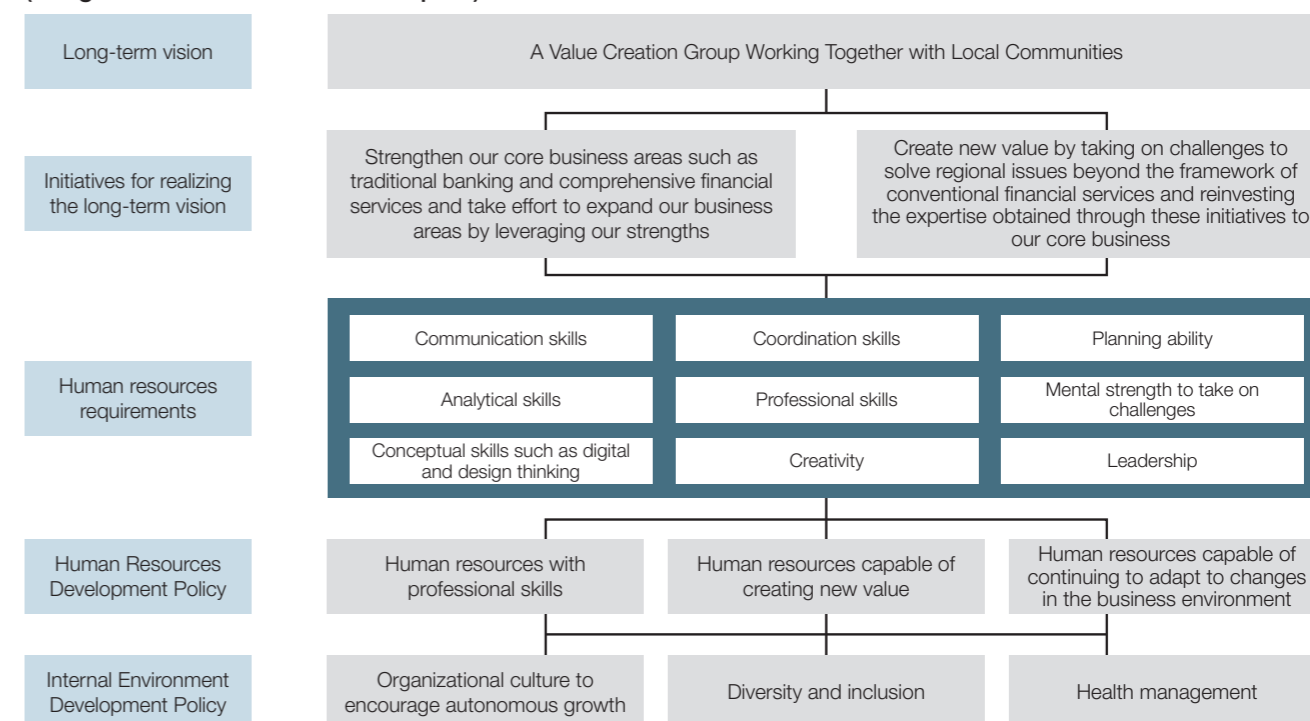 Long-term vision
A Value Creation Group Working Together with Local Communities
Initiatives for realizing
the long-term vision
Strengthen our core business areas such as
traditional banking and comprehensive financial
services and take effort to expand our business
areas by leveraging our strengths
Create new value by taking on challenges to
solve regional issues beyond the framework of
conventional financial services and reinvesting
the expertise obtained through these initiatives to
our core business
Human resources
requirements
Communication skills
Coordination skills
Planning ability
Analytical skills
Professional skills
Mental strength to take on
challenges
Conceptual skills such as digital
and design thinking
Creativity
Leadership
Human Resources
Development Policy
Human resources with
professional skills
Human resources capable of
creating new value
Human resources capable of
continuing to adapt to changes
in the business environment
Internal Environment
Development Policy
Organizational culture to
encourage autonomous growth
Diversity and inclusion
Health management